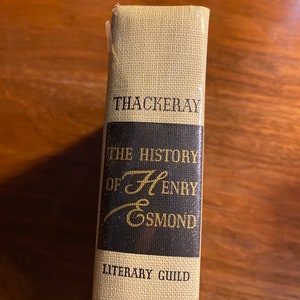 THACKERAY
THE HISTORY
OF HENRY
ESMOND
LITERARY GUILD